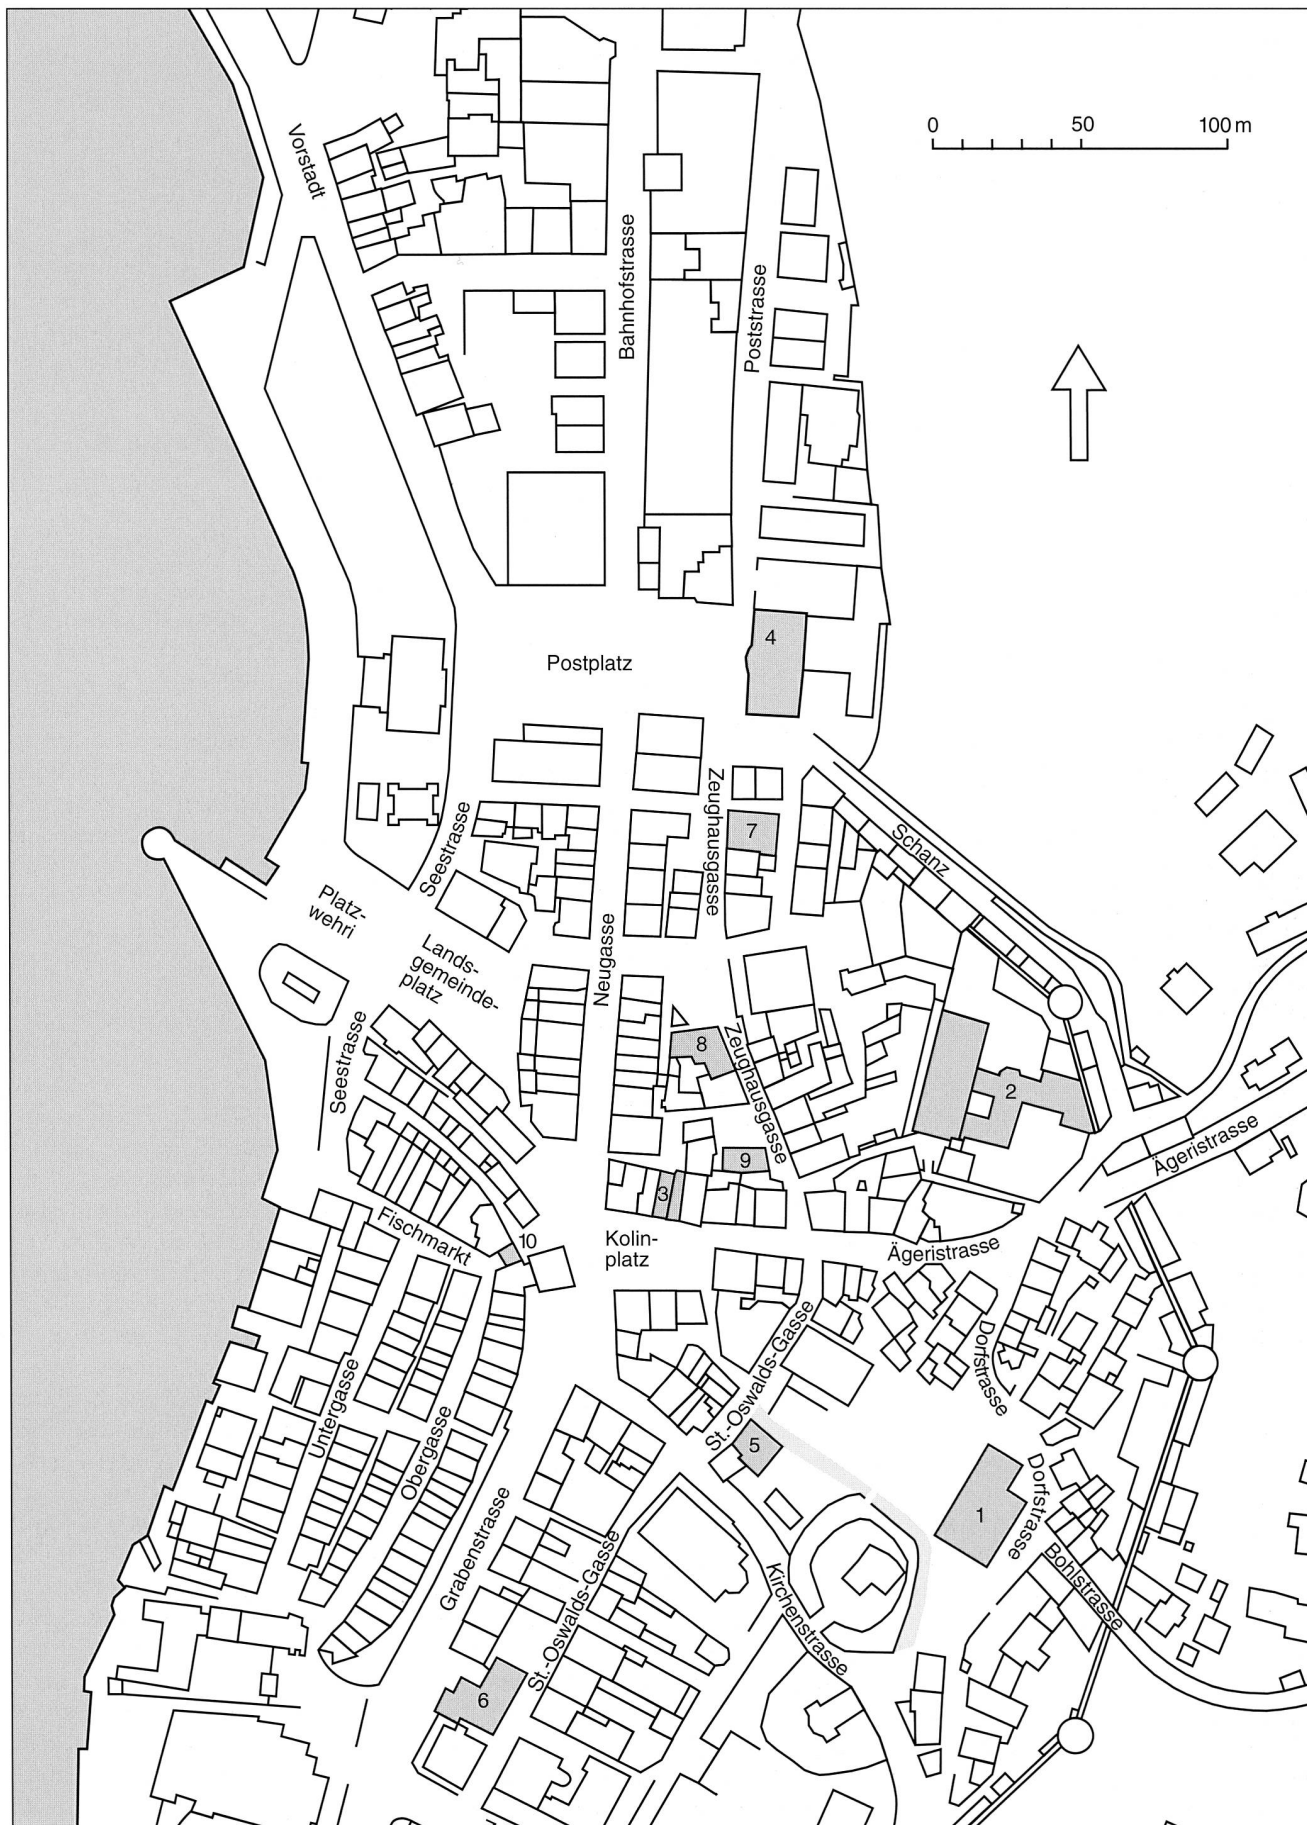 0 50 100 m
Vorstadt
Bahnhofstrasse
Poststrasse
4
Postplatz
Zeughausgasse
7
Schanz
Seestrasse
Platz-
wehri
Lands-
gemeinde-
platz
Neugasse
Seestrasse
8
Zeughausgasse
2
Ägeristrasse
9
3
Fischmarkt
10
Kolin-
platz
Ägeristrasse
St.-Oswalds-Gasse
Dorfstrasse
Untergasse
Obergasse
5
1
Dorfstrasse
Grabenstrasse
St.-Oswalds-Gasse
Kirchenstrasse
Bohlstrasse
6